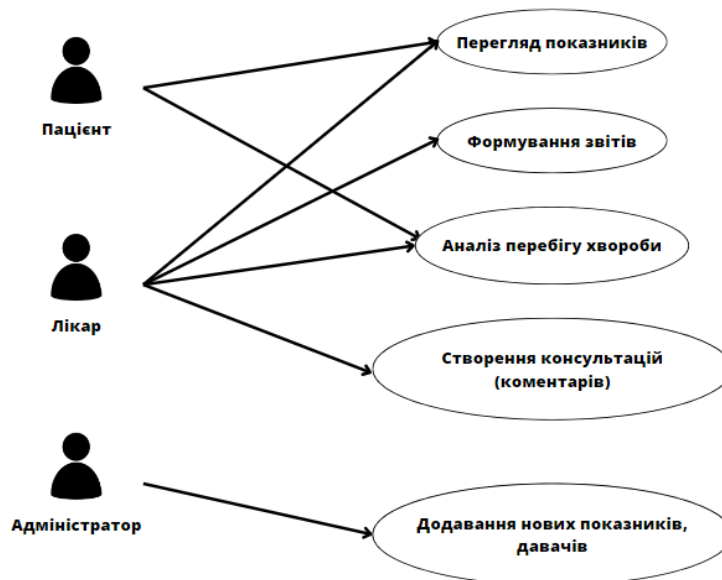 Перегляд показників
Пацієнт
Формування звітів
Аналіз перебігу хвороби
Лікар
Створення консультацій
(коментарів)
Адміністратор
Додавання нових показників,
давачів